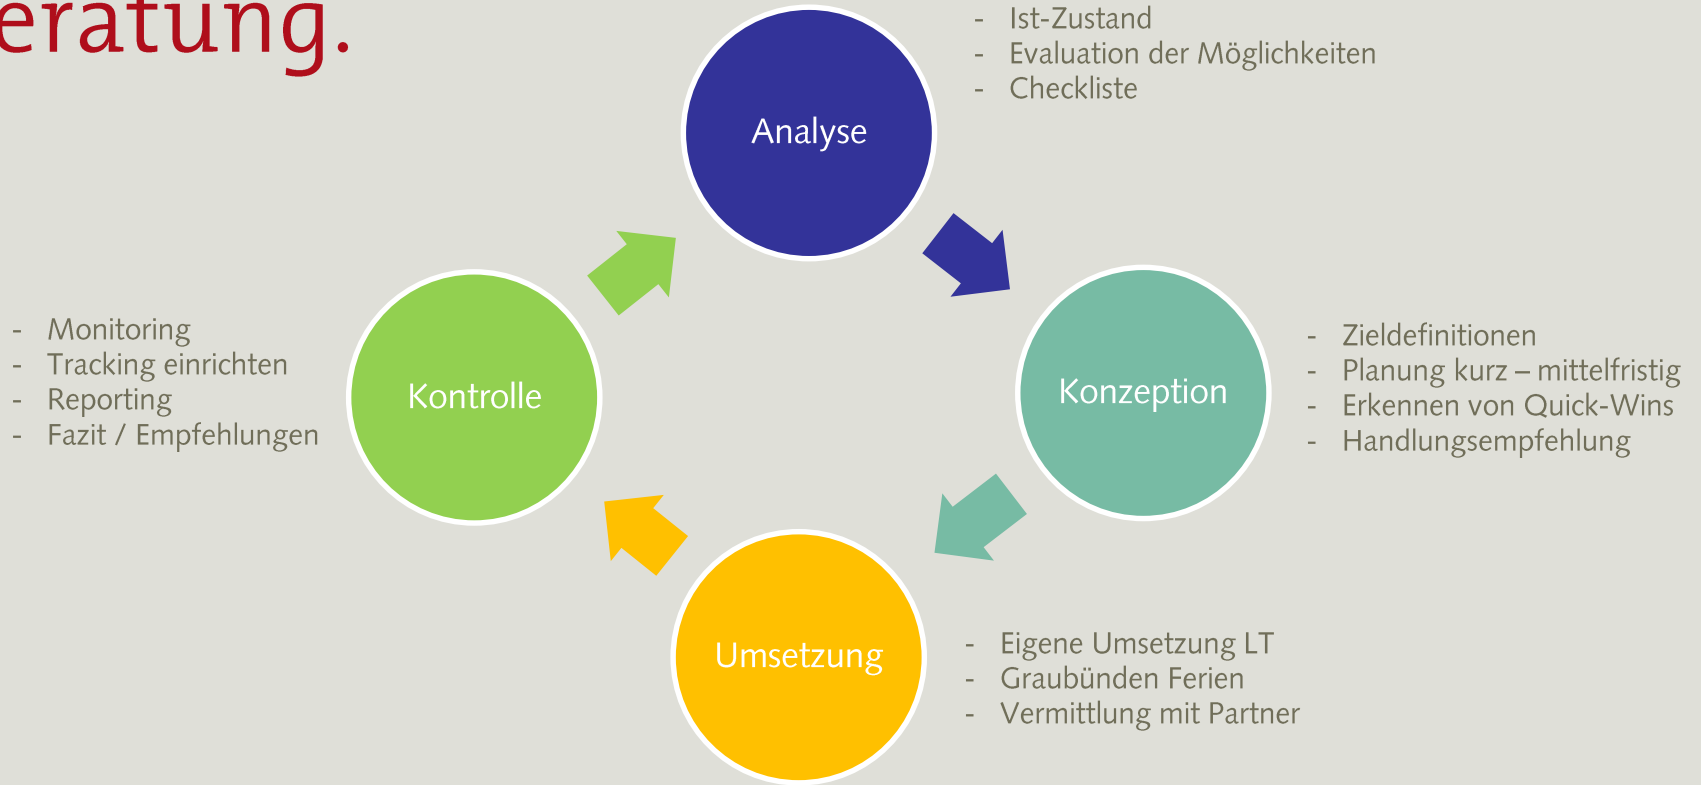 eratung.
Analyse
- Ist-Zustand
- Evaluation der Möglichkeiten
- Checkliste
Konzeption
- Zieldefinitionen
- Planung kurz – mittelfristig
- Erkennen von Quick-Wins
- Handlungsempfehlung
Umsetzung
- Eigene Umsetzung LT
- Graubünden Ferien
- Vermittlung mit Partner
Kontrolle
- Monitoring
- Tracking einrichten
- Reporting
- Fazit / Empfehlungen